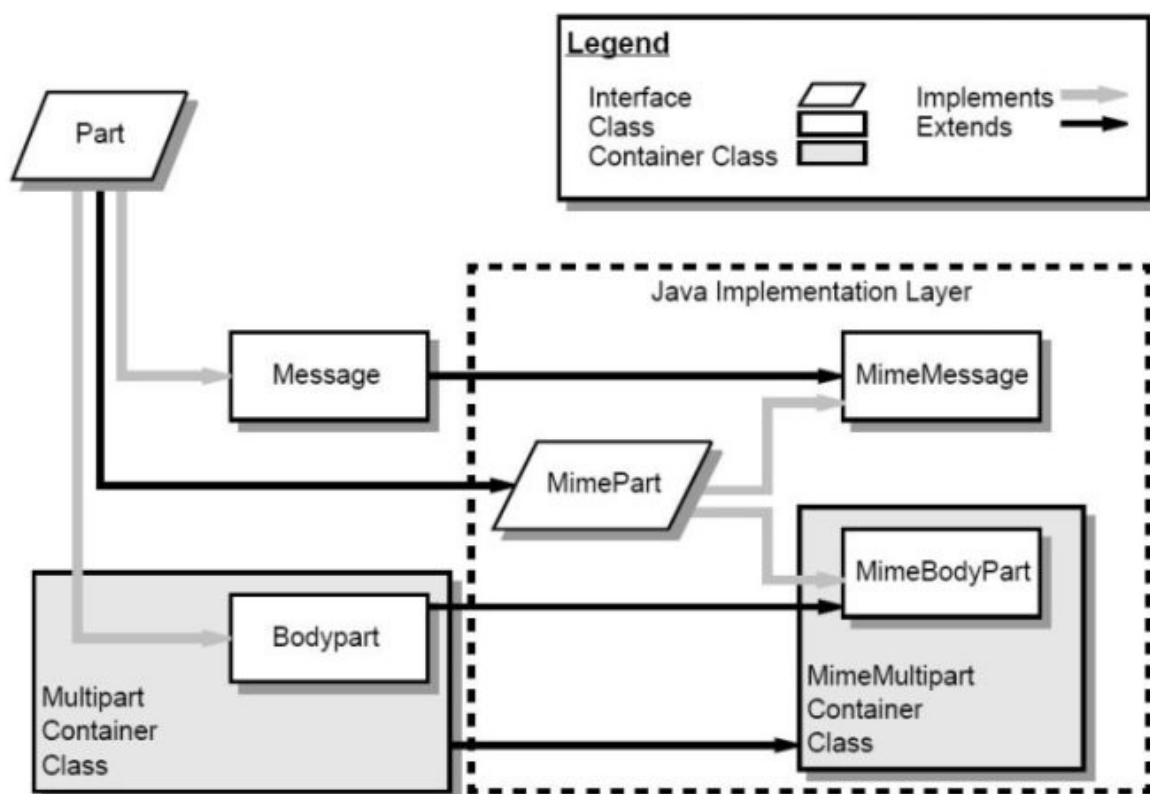 Legend
Interface
Implements
Class
Extends
Container Class
Part
Java Implementation Layer
Message
MimeMessage
MimePart
MimeBodyPart
Bodypart
Multipart
Container
Class
MimeMultipart
Container
Class